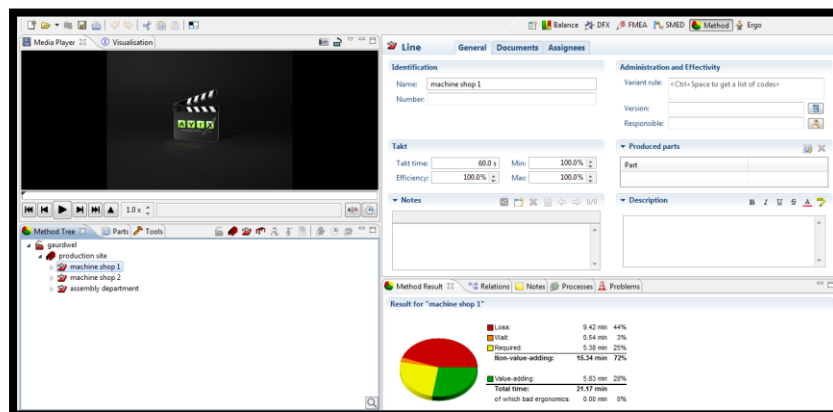 Balance DFX FMEA SMED Method Ergo
Media Player Visualisation
AVIX
1.0 x
Method Tree Parts Tools
gaurdwel
production site
machine shop 1
machine shop 2
assembly department
Line General Documents Assignees
Identification
Name: machine shop 1
Number:
Administration and Effectivity
Variant rule: <Ctrl+Space to get a list of codes>
Version:
Responsible:
Takt
Takt time: 60.0 s Min: 100.0%
Efficiency: 100.0% Max: 100.0%
Produced parts
Part
Notes 0/0
Description B I U S A
Method Result Relations Notes Processes Problems
Result for "machine shop 1"
Loss: 9.42 min 44%
Wait: 0.54 min 3%
Required: 5.38 min 25%
Non-value-adding: 15.34 min 72%
Value-adding: 5.83 min 28%
Total time: 21.17 min
of which bad ergonomics: 0.00 min 0%